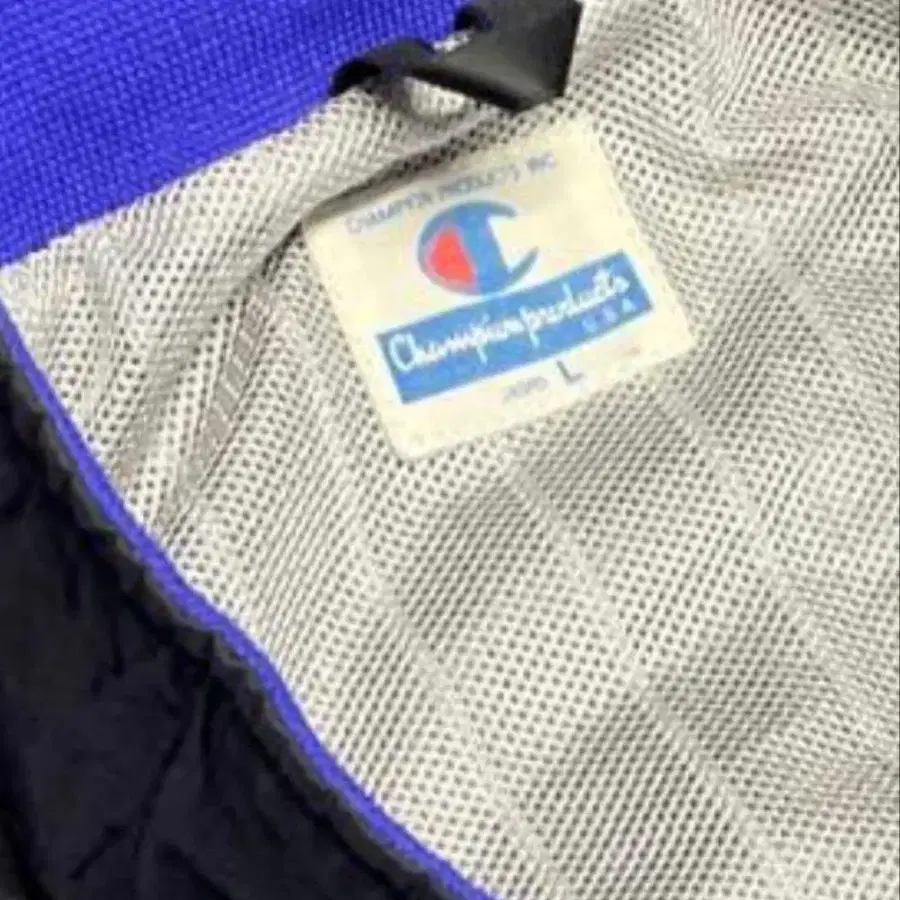 CHAMPION PRODUCTS INC
Champion products
USA
L